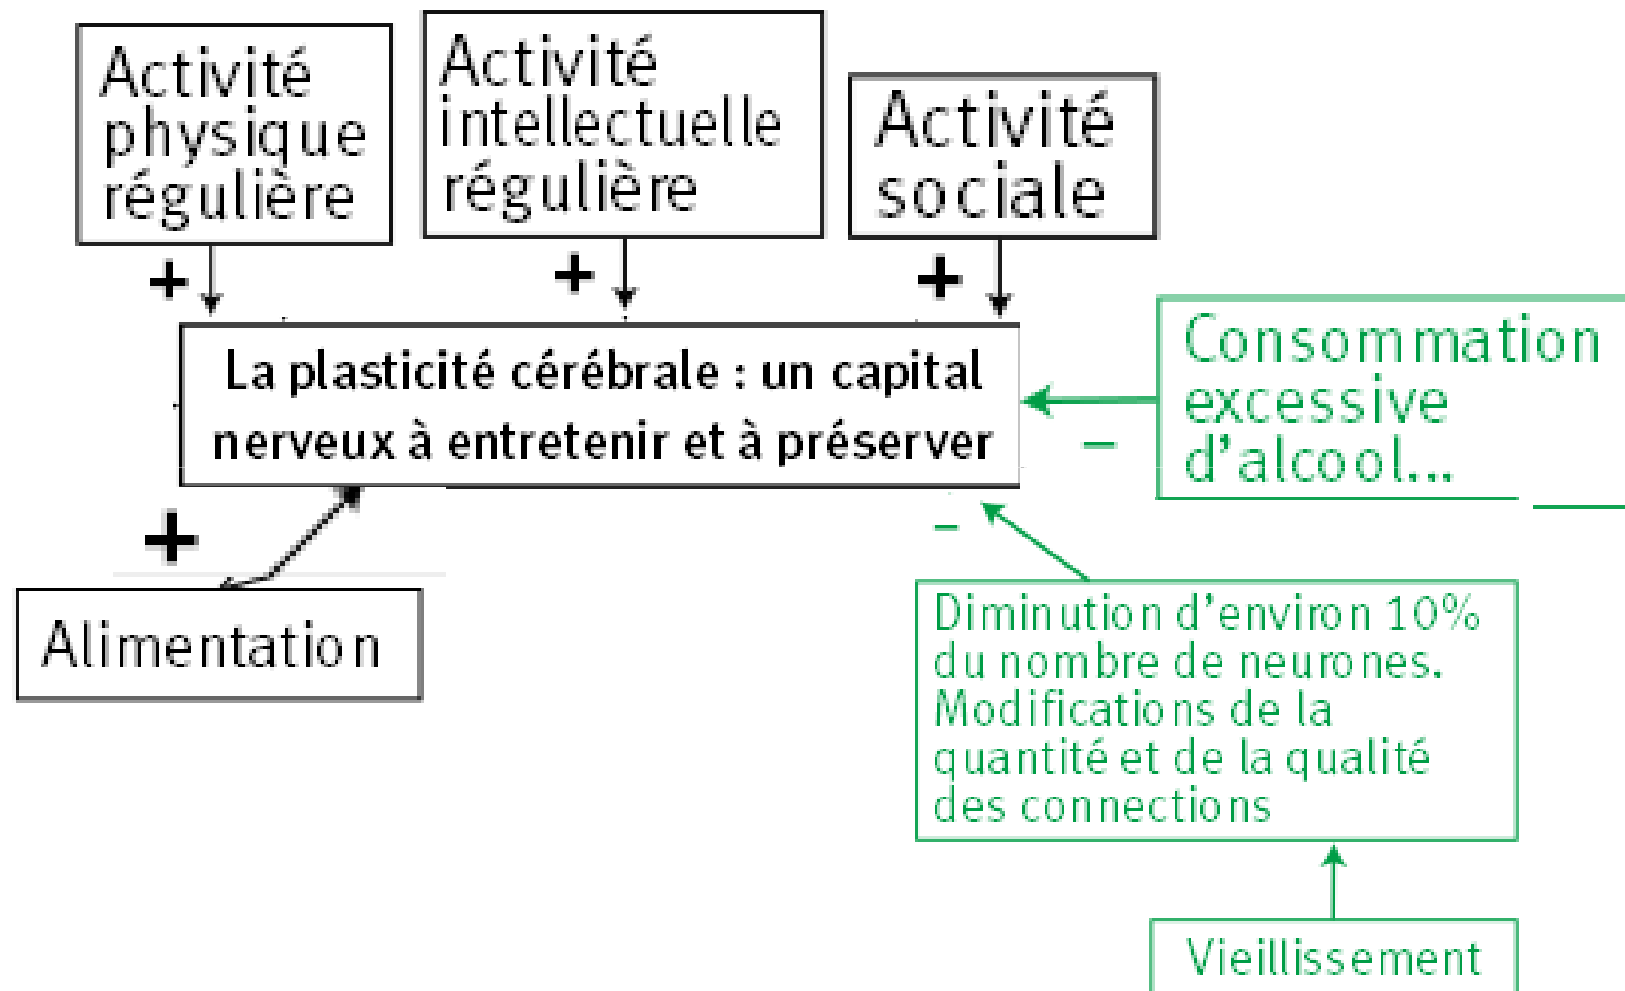 Activité
physique
régulière
Activité
intellectuelle
régulière
Activité
sociale
+
+
+
La plasticité cérébrale : un capital
nerveux à entretenir et à préserver
Consommation
excessive
d'alcool...
–
+
–
Alimentation
Diminution d'environ 10%
du nombre de neurones.
Modifications de la
quantité et de la qualité
des connections
Vieillissement